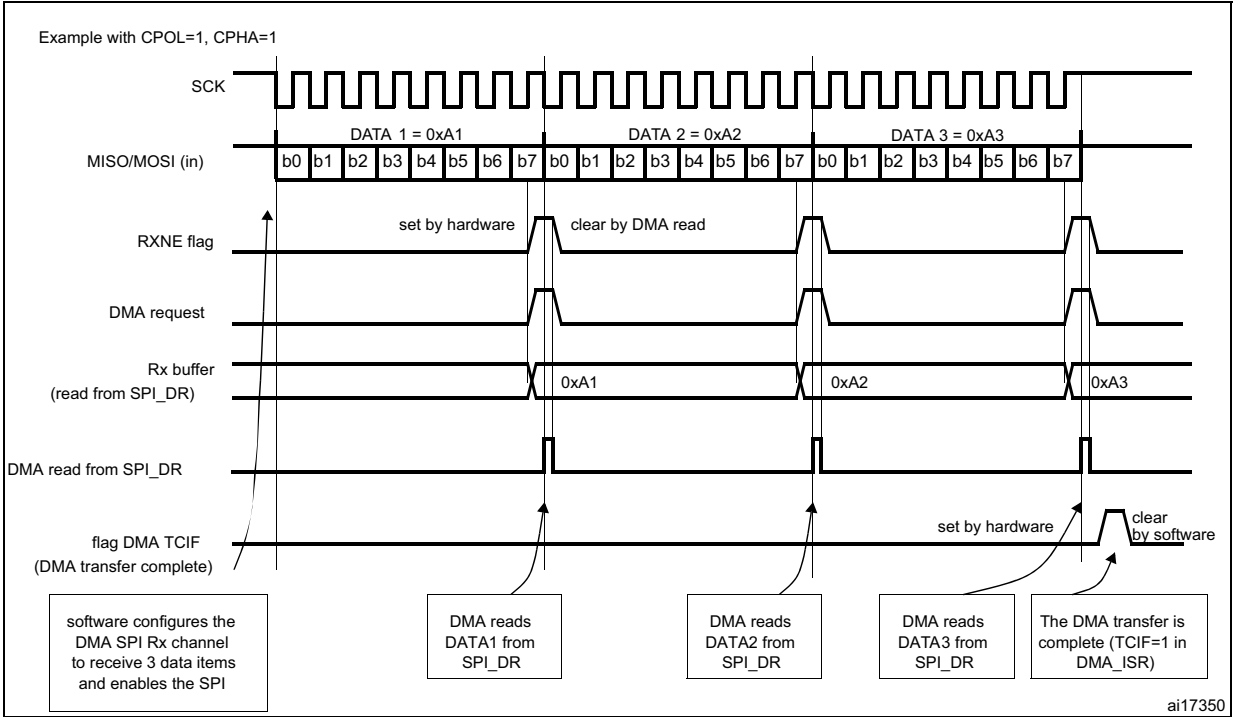 Example with CPOL=1, CPHA=1
SCK
DATA 1 = 0xA1
DATA 2 = 0xA2
DATA 3 = 0xA3
MISO/MOSI (in)
b0 b1 b2 b3 b4 b5 b6 b7 b0 b1 b2 b3 b4 b5 b6 b7 b0 b1 b2 b3 b4 b5 b6 b7
set by hardware
clear by DMA read
RXNE flag
DMA request
Rx buffer
(read from SPI_DR)
0xA1
0xA2
0xA3
DMA read from SPI_DR
set by hardware
clear
by software
flag DMA TCIF
(DMA transfer complete)
software configures the
DMA SPI Rx channel
to receive 3 data items
and enables the SPI
DMA reads
DATA1 from
SPI_DR
DMA reads
DATA2 from
SPI_DR
DMA reads
DATA3 from
SPI_DR
The DMA transfer is
complete (TCIF=1 in
DMA_ISR)
ai17350